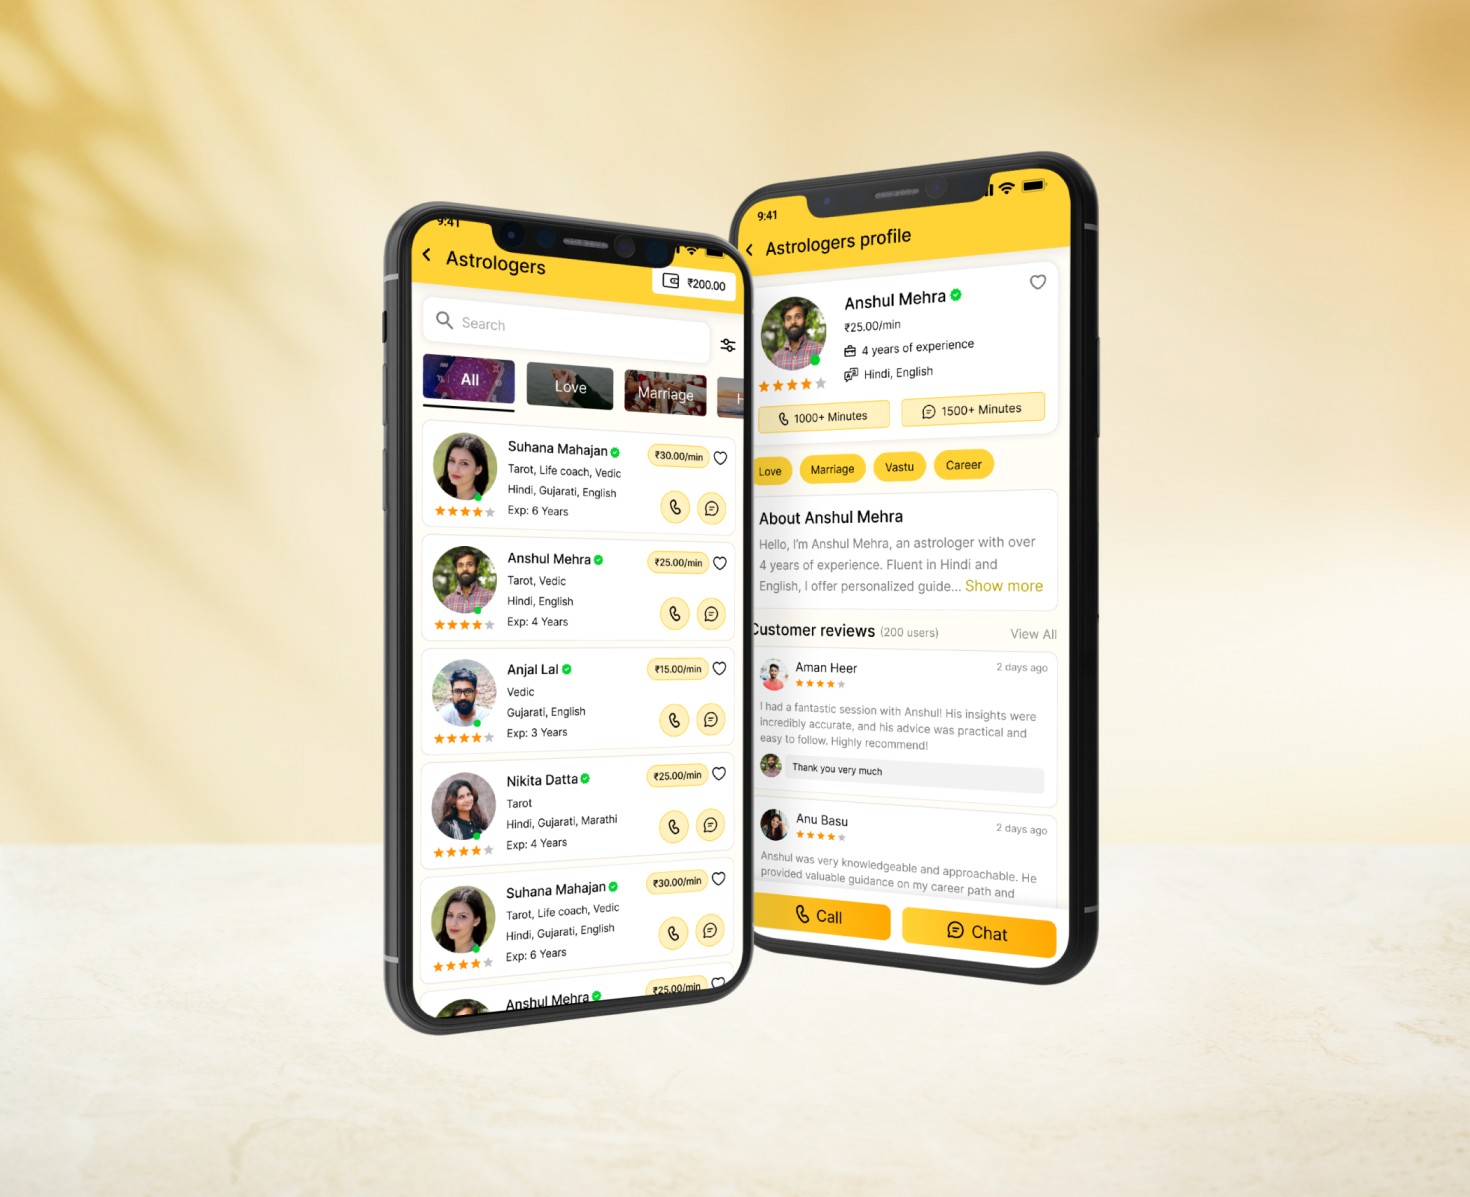 9:41
Astrologers
₹200.00
Search
All
Love
Marriage
H
Suhana Mahajan
₹30.00/min
Tarot, Life coach, Vedic
Hindi, Gujarati, English
Exp: 6 Years
Anshul Mehra
₹25.00/min
Tarot, Vedic
Hindi, English
Exp: 4 Years
Anjal Lal
₹15.00/min
Vedic
Gujarati, English
Exp: 3 Years
Nikita Datta
₹25.00/min
Tarot
Hindi, Gujarati, Marathi
Exp: 4 Years
Suhana Mahajan
₹30.00/min
Tarot, Life coach, Vedic
Hindi, Gujarati, English
Exp: 6 Years
Anshul Mehra
₹25.00/min
9:41
Astrologers profile
Anshul Mehra
₹25.00/min
4 years of experience
Hindi, English
1000+ Minutes
1500+ Minutes
Love
Marriage
Vastu
Career
About Anshul Mehra
Hello, I'm Anshul Mehra, an astrologer with over
4 years of experience. Fluent in Hindi and
English, I offer personalized guide... Show more
Customer reviews (200 users)
View All
Aman Heer
2 days ago
I had a fantastic session with Anshul! His insights were
incredibly accurate, and his advice was practical and
easy to follow. Highly recommend!
Thank you very much
Anu Basu
2 days ago
Anshul was very knowledgeable and approachable. He
provided valuable guidance on my career path and
Call
Chat